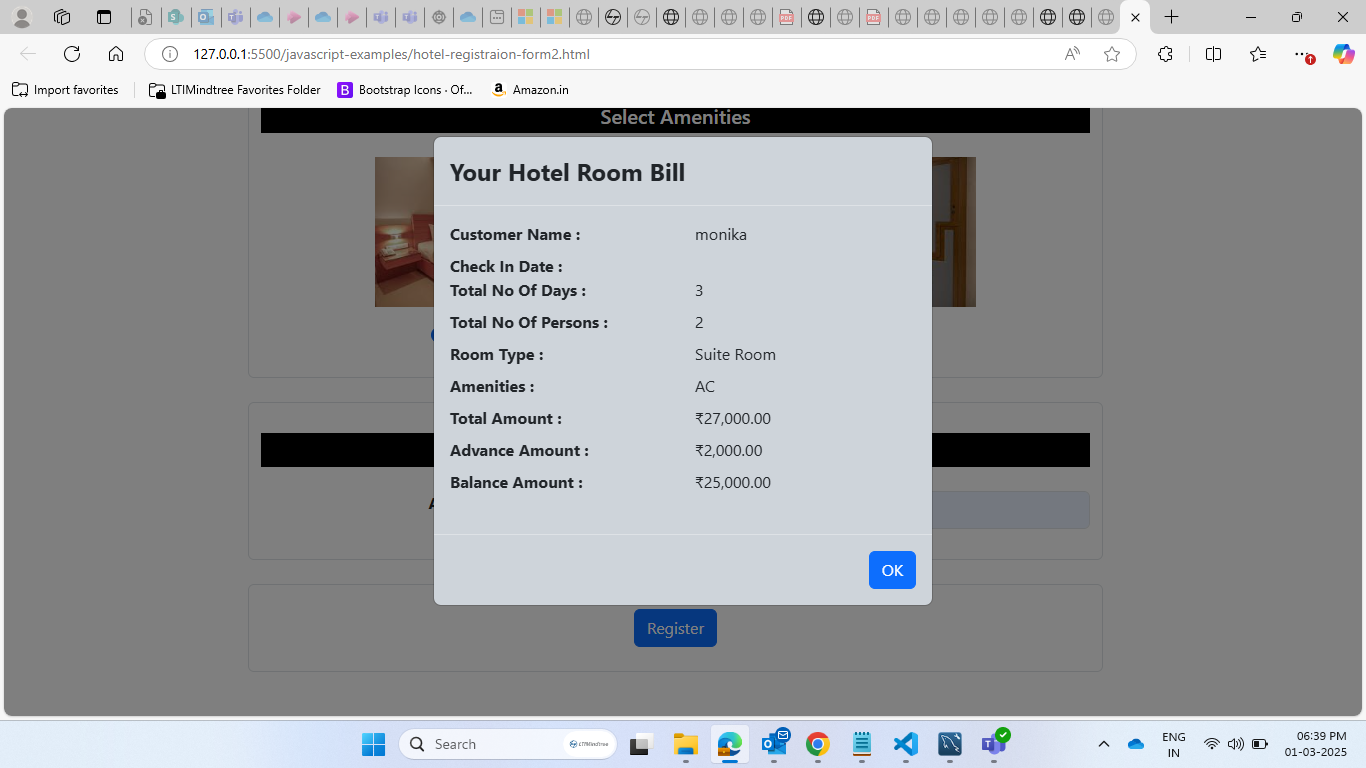 127.0.0.1:5500/javascript-examples/hotel-registraion-form2.html
Import favorites
LTIMindtree Favorites Folder
Bootstrap Icons · Of...
Amazon.in
Select Amenities
Your Hotel Room Bill
Customer Name : monika
Check In Date :
Total No Of Days : 3
Total No Of Persons : 2
Room Type : Suite Room
Amenities : AC
Total Amount : ₹27,000.00
Advance Amount : ₹2,000.00
Balance Amount : ₹25,000.00
OK
Register
Search
LTIMindtree
ENG
IN
06:39 PM
01-03-2025